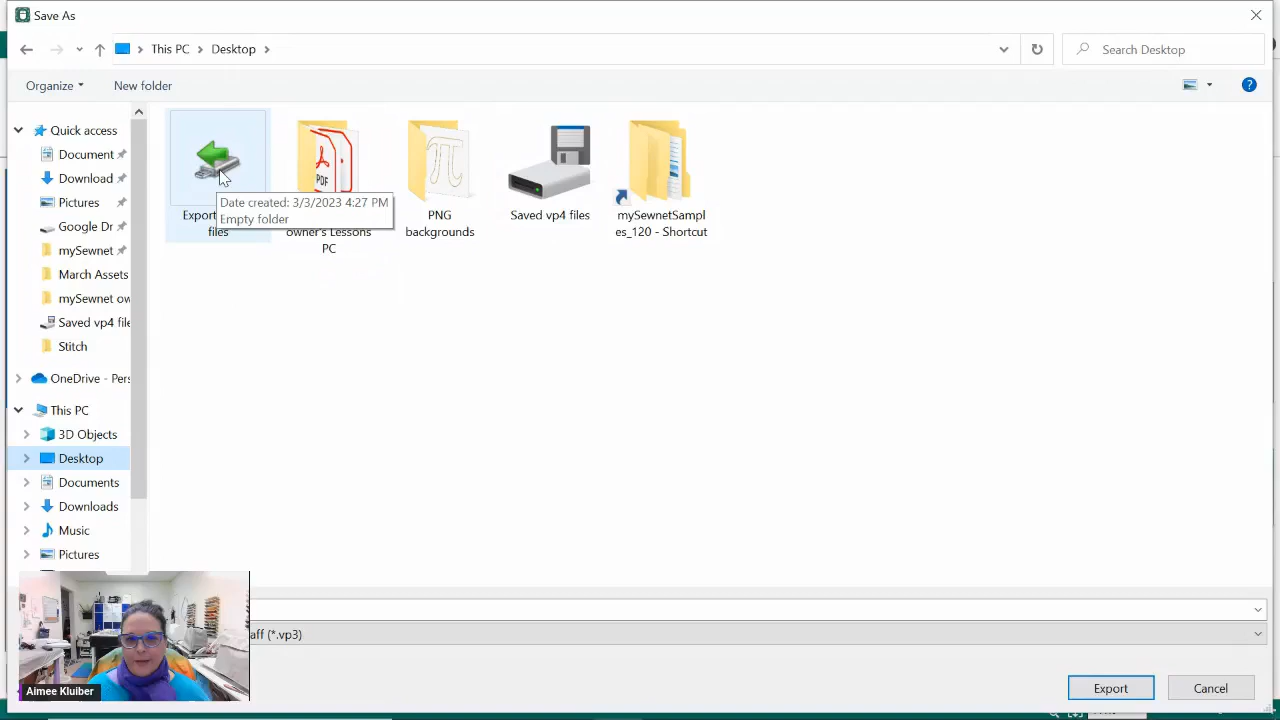 Save As
This PC
Desktop
Search Desktop
Organize
New folder
Quick access
Document
Download
Pictures
Google Dr
mySewnet
March Assets
mySewnet ow
Saved vp4 file
Stitch
OneDrive - Pers
This PC
3D Objects
Desktop
Documents
Downloads
Music
Pictures
Export
files
Date created: 3/3/2023 4:27 PM
Empty folder
PDF
owner's Lessons
PC
PNG
backgrounds
Saved vp4 files
mySewnetSampl
es_120 - Shortcut
aff (*.vp3)
Export
Cancel
Aimee Kluiber